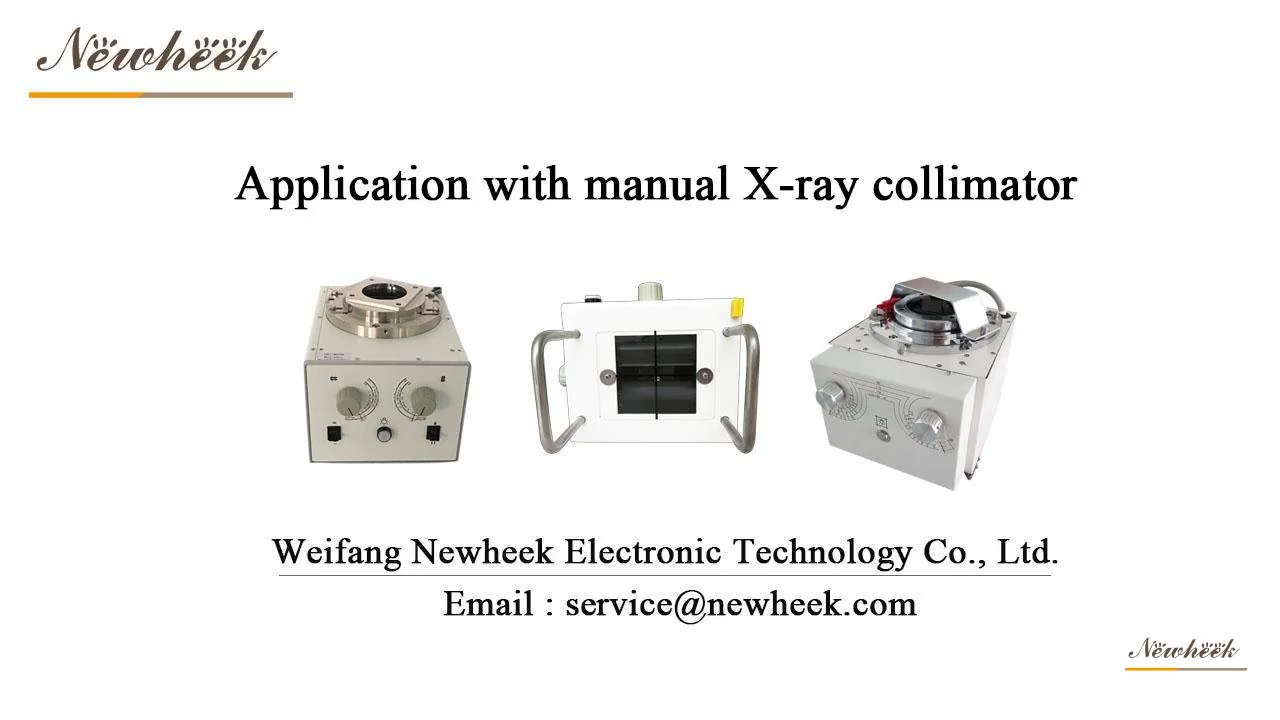 Newheek
Application with manual X-ray collimator
Weifang Newheek Electronic Technology Co., Ltd.
Email : service@newheek.com
Newheek